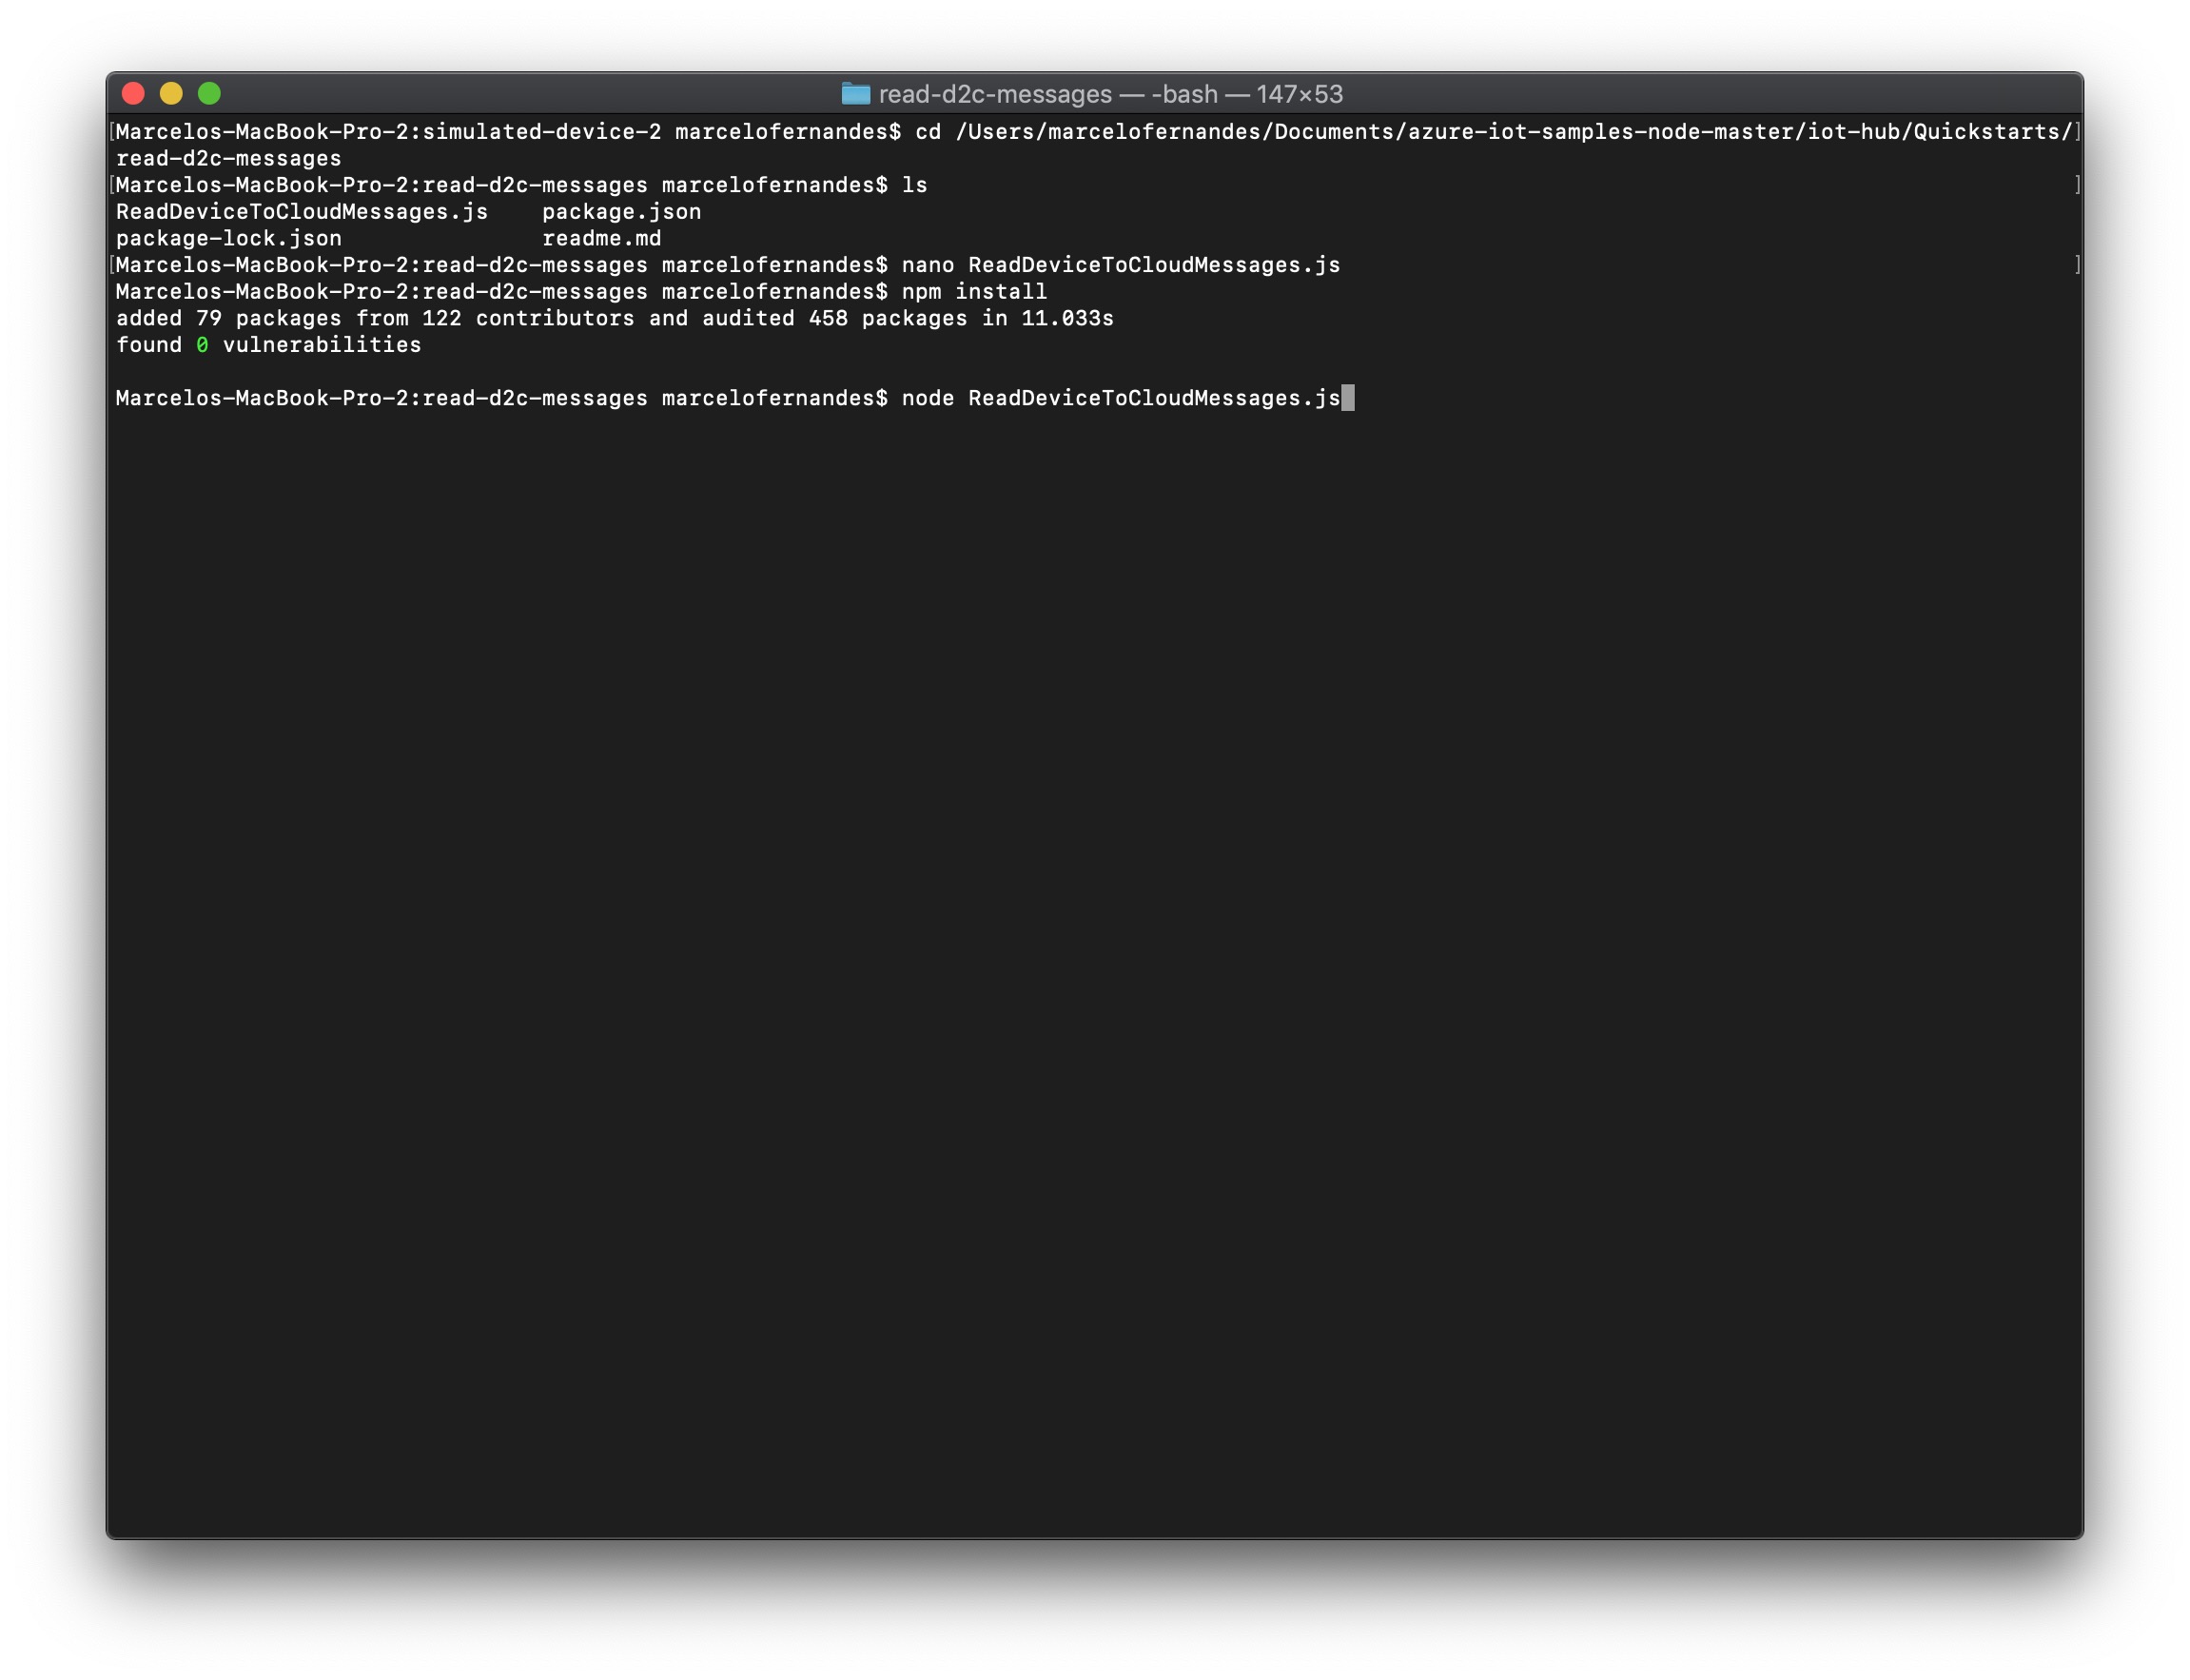 read-d2c-messages — -bash — 147×53
[Marcelos-MacBook-Pro-2:simulated-device-2 marcelofernandes$ cd /Users/marcelofernandes/Documents/azure-iot-samples-node-master/iot-hub/Quickstarts/]
read-d2c-messages
[Marcelos-MacBook-Pro-2:read-d2c-messages marcelofernandes$ ls ]
ReadDeviceToCloudMessages.js package.json
package-lock.json readme.md
[Marcelos-MacBook-Pro-2:read-d2c-messages marcelofernandes$ nano ReadDeviceToCloudMessages.js ]
Marcelos-MacBook-Pro-2:read-d2c-messages marcelofernandes$ npm install
added 79 packages from 122 contributors and audited 458 packages in 11.033s
found 0 vulnerabilities
Marcelos-MacBook-Pro-2:read-d2c-messages marcelofernandes$ node ReadDeviceToCloudMessages.js